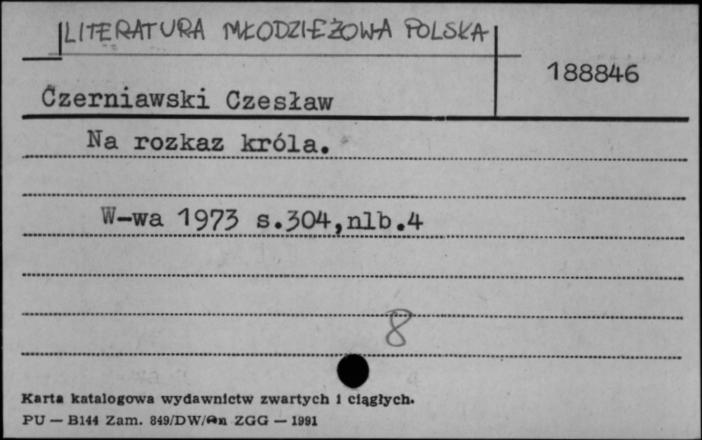 LITERATURA MŁODZIEŻOWA POLSKA
188846
Czerniawski Czesław
Na rozkaz króla.
W-wa 1973 s.304,nlb.4
8
Karta katalogowa wydawnictw zwartych i ciągłych.
PU — B144 Zam. 849/DW/An ZGG — 1991